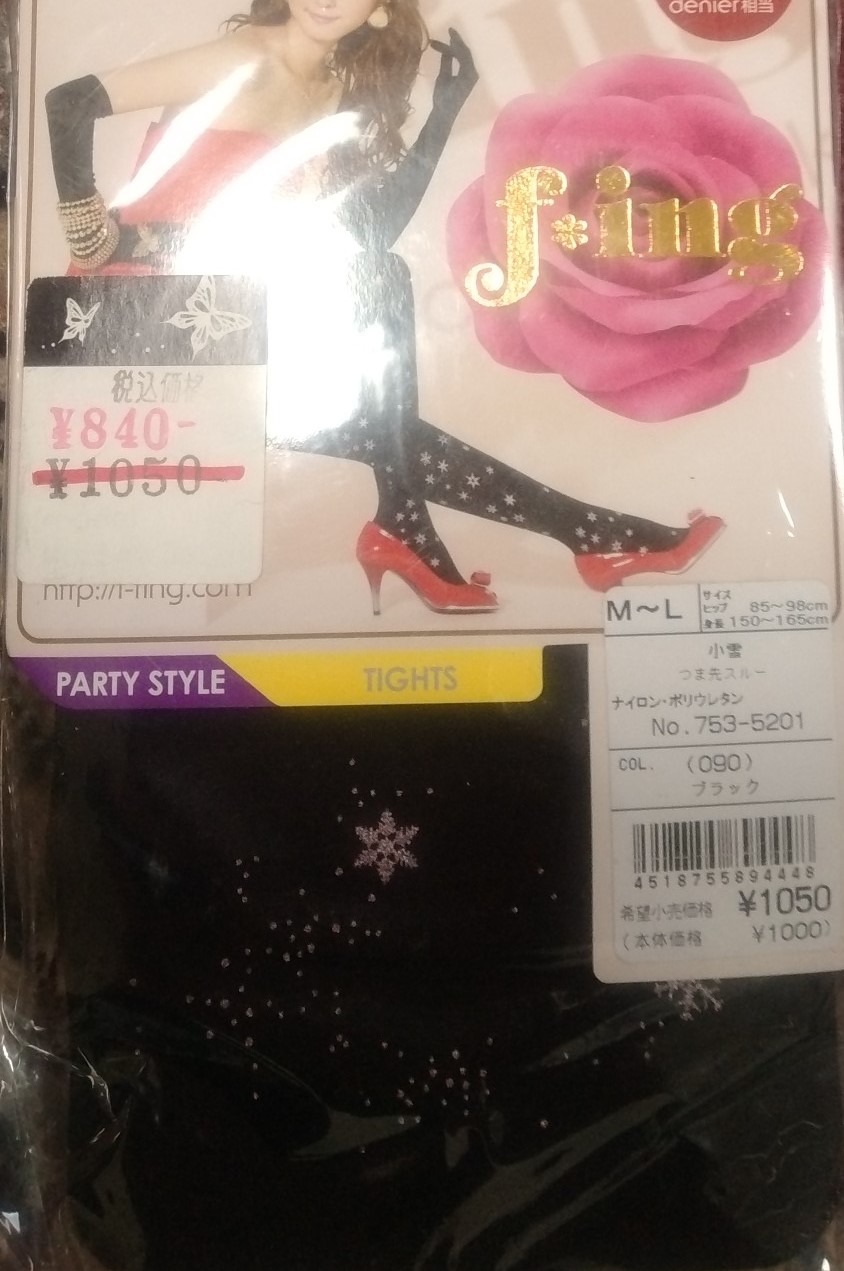 denier相当
f*ing
税込価格
¥840-
¥1050
http://f-fing.com
M〜L
サイズ
ヒップ 85〜98cm
身長 150〜165cm
小雪
つま先スルー
ナイロン・ポリウレタン
No.753-5201
COL. (090)
ブラック
4518755894448
希望小売価格 ¥1050
(本体価格 ¥1000)
PARTY STYLE
TIGHTS